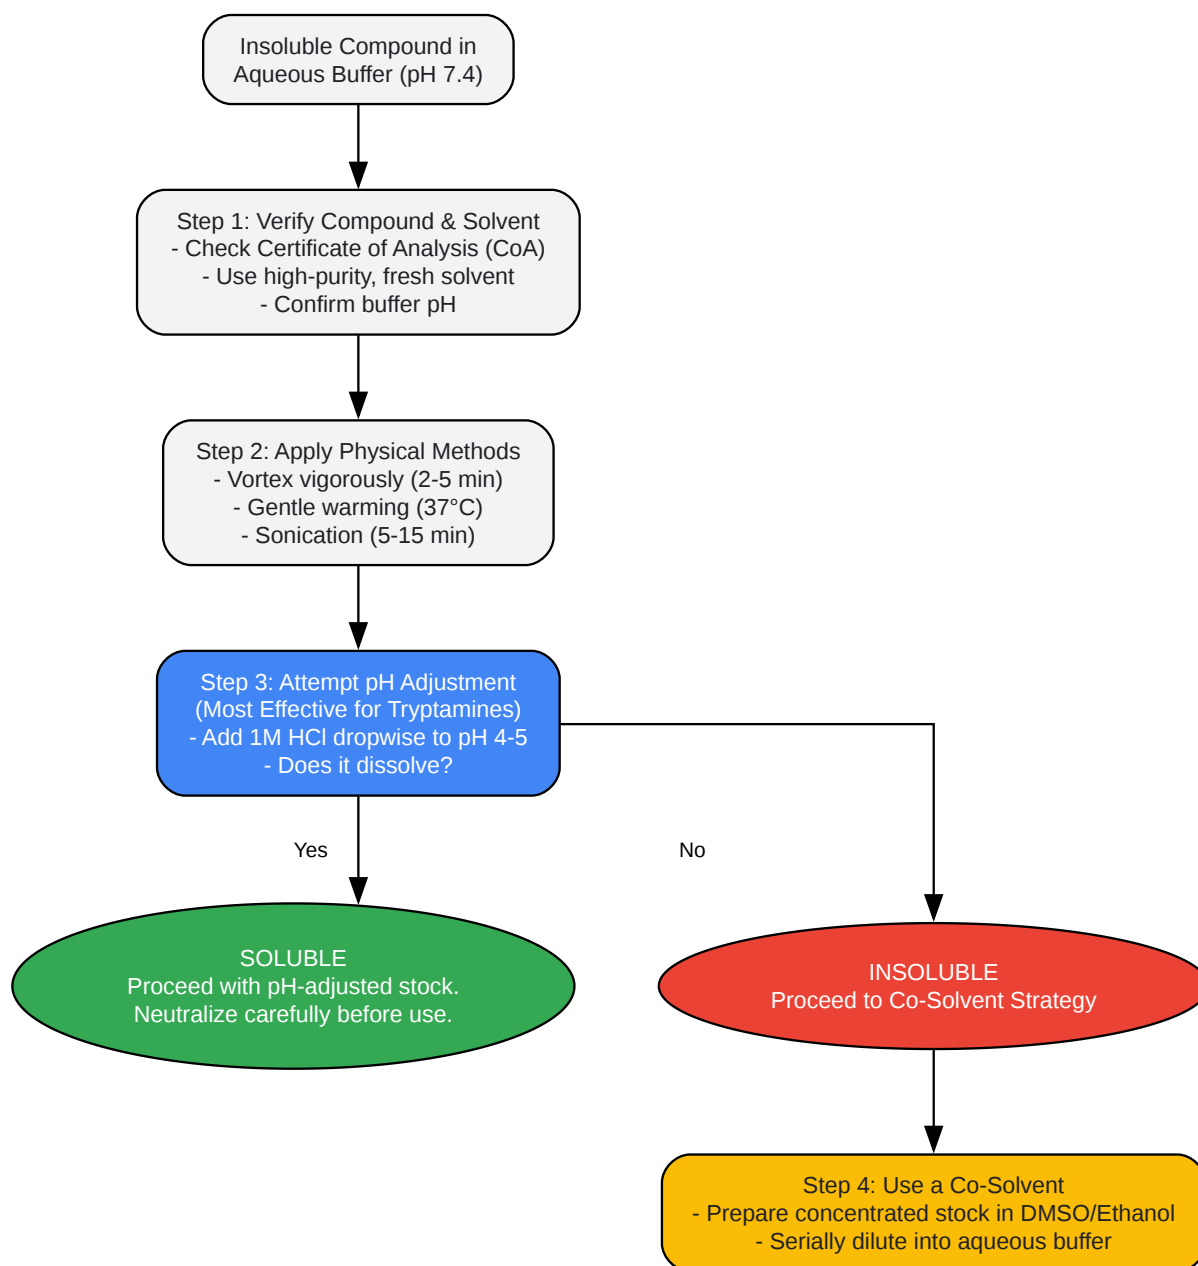 Insoluble Compound in
Aqueous Buffer (pH 7.4)
Step 1: Verify Compound & Solvent
- Check Certificate of Analysis (CoA)
- Use high-purity, fresh solvent
- Confirm buffer pH
Step 2: Apply Physical Methods
- Vortex vigorously (2-5 min)
- Gentle warming (37°C)
- Sonication (5-15 min)
Step 3: Attempt pH Adjustment
(Most Effective for Tryptamines)
- Add 1M HCl dropwise to pH 4-5
- Does it dissolve?
Yes
No
SOLUBLE
Proceed with pH-adjusted stock.
Neutralize carefully before use.
INSOLUBLE
Proceed to Co-Solvent Strategy
Step 4: Use a Co-Solvent
- Prepare concentrated stock in DMSO/Ethanol
- Serially dilute into aqueous buffer